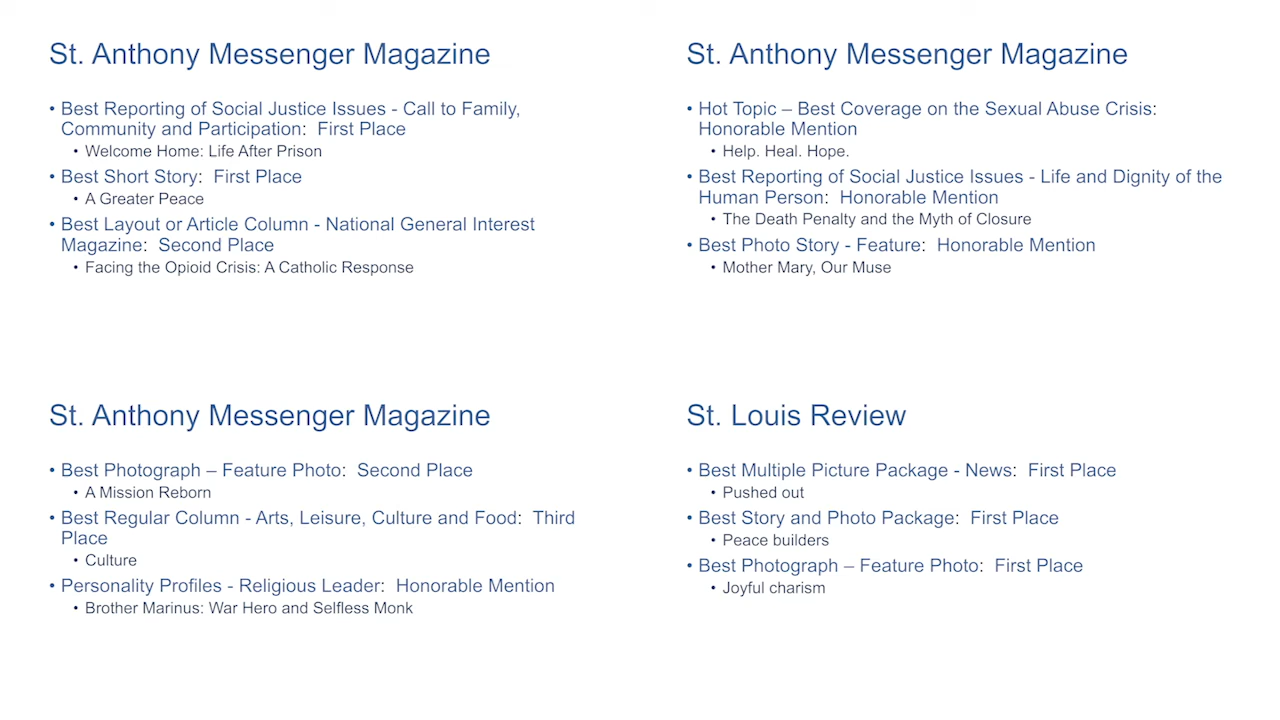 St. Anthony Messenger Magazine
• Best Reporting of Social Justice Issues - Call to Family,
Community and Participation:  First Place
• Welcome Home: Life After Prison
• Best Short Story:  First Place
• A Greater Peace
• Best Layout or Article Column - National General Interest
Magazine:  Second Place
• Facing the Opioid Crisis: A Catholic Response
St. Anthony Messenger Magazine
• Hot Topic – Best Coverage on the Sexual Abuse Crisis:
Honorable Mention
• Help. Heal. Hope.
• Best Reporting of Social Justice Issues - Life and Dignity of the
Human Person:  Honorable Mention
• The Death Penalty and the Myth of Closure
• Best Photo Story - Feature:  Honorable Mention
• Mother Mary, Our Muse
St. Anthony Messenger Magazine
• Best Photograph – Feature Photo:  Second Place
• A Mission Reborn
• Best Regular Column - Arts, Leisure, Culture and Food:  Third
Place
• Culture
• Personality Profiles - Religious Leader:  Honorable Mention
• Brother Marinus: War Hero and Selfless Monk
St. Louis Review
• Best Multiple Picture Package - News:  First Place
• Pushed out
• Best Story and Photo Package:  First Place
• Peace builders
• Best Photograph – Feature Photo:  First Place
• Joyful charism